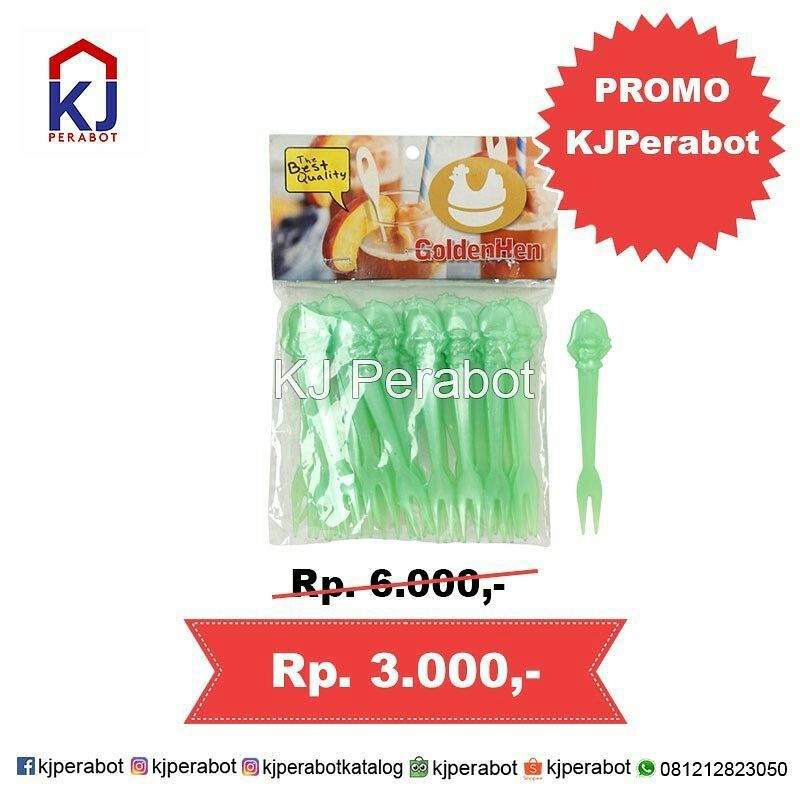 KJ
PERABOT
PROMO
KJPerabot
The
Best
Quality
GoldenHen
KJ Perabot
Rp. 6.000,-
Rp. 3.000,-
kjperabot kjperabot kjperabotkatalog kjperabot Shopee kjperabot 081212823050